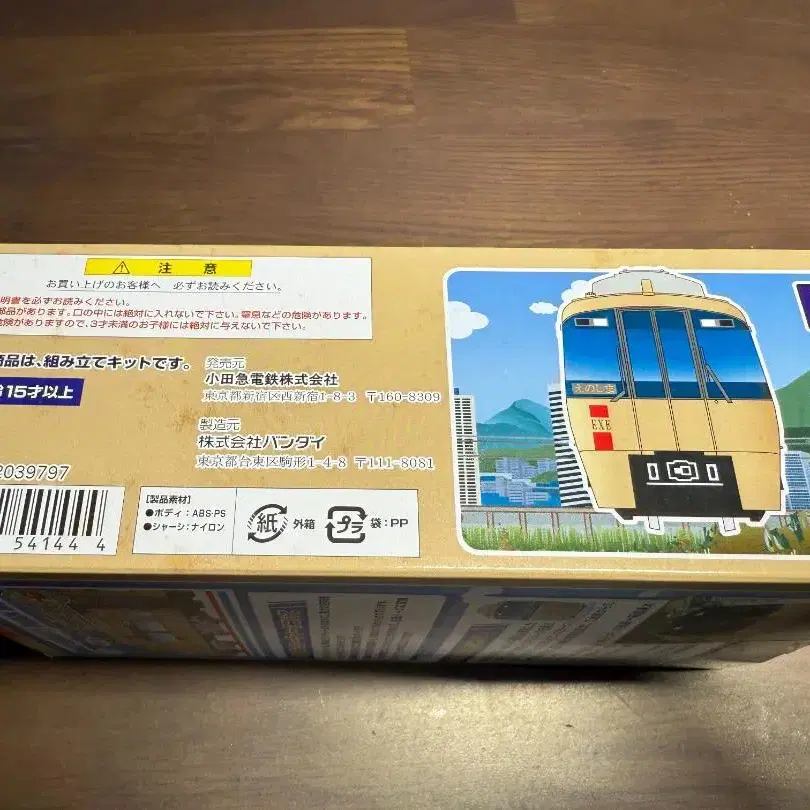 ⚠ 注意
お買い上げのお客様へ 必ずお読みください。
明書を必ずお読みください。
部品があります。口の中には絶対に入れないで下さい。窒息などの危険があります。
危険がありますので、3才未満のお子様には絶対に与えないで下さい。
商品は、組み立てキットです。
15才以上
発売元
小田急電鉄株式会社
東京都新宿区西新宿1-8-3 〒160-8309
製造元
株式会社バンダイ
東京都台東区駒形1-4-8 〒111-8081
2039797
54144 4
【製品素材】
●ボディ:ABS・PS
●シャーシ:ナイロン
紙 外箱
プラ 袋:PP
えのしま
EXE